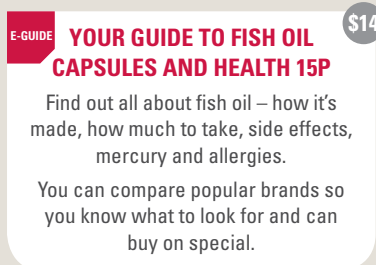 E-GUIDE
$14
YOUR GUIDE TO FISH OIL
CAPSULES AND HEALTH 15P
Find out all about fish oil – how it's
made, how much to take, side effects,
mercury and allergies.
You can compare popular brands so
you know what to look for and can
buy on special.